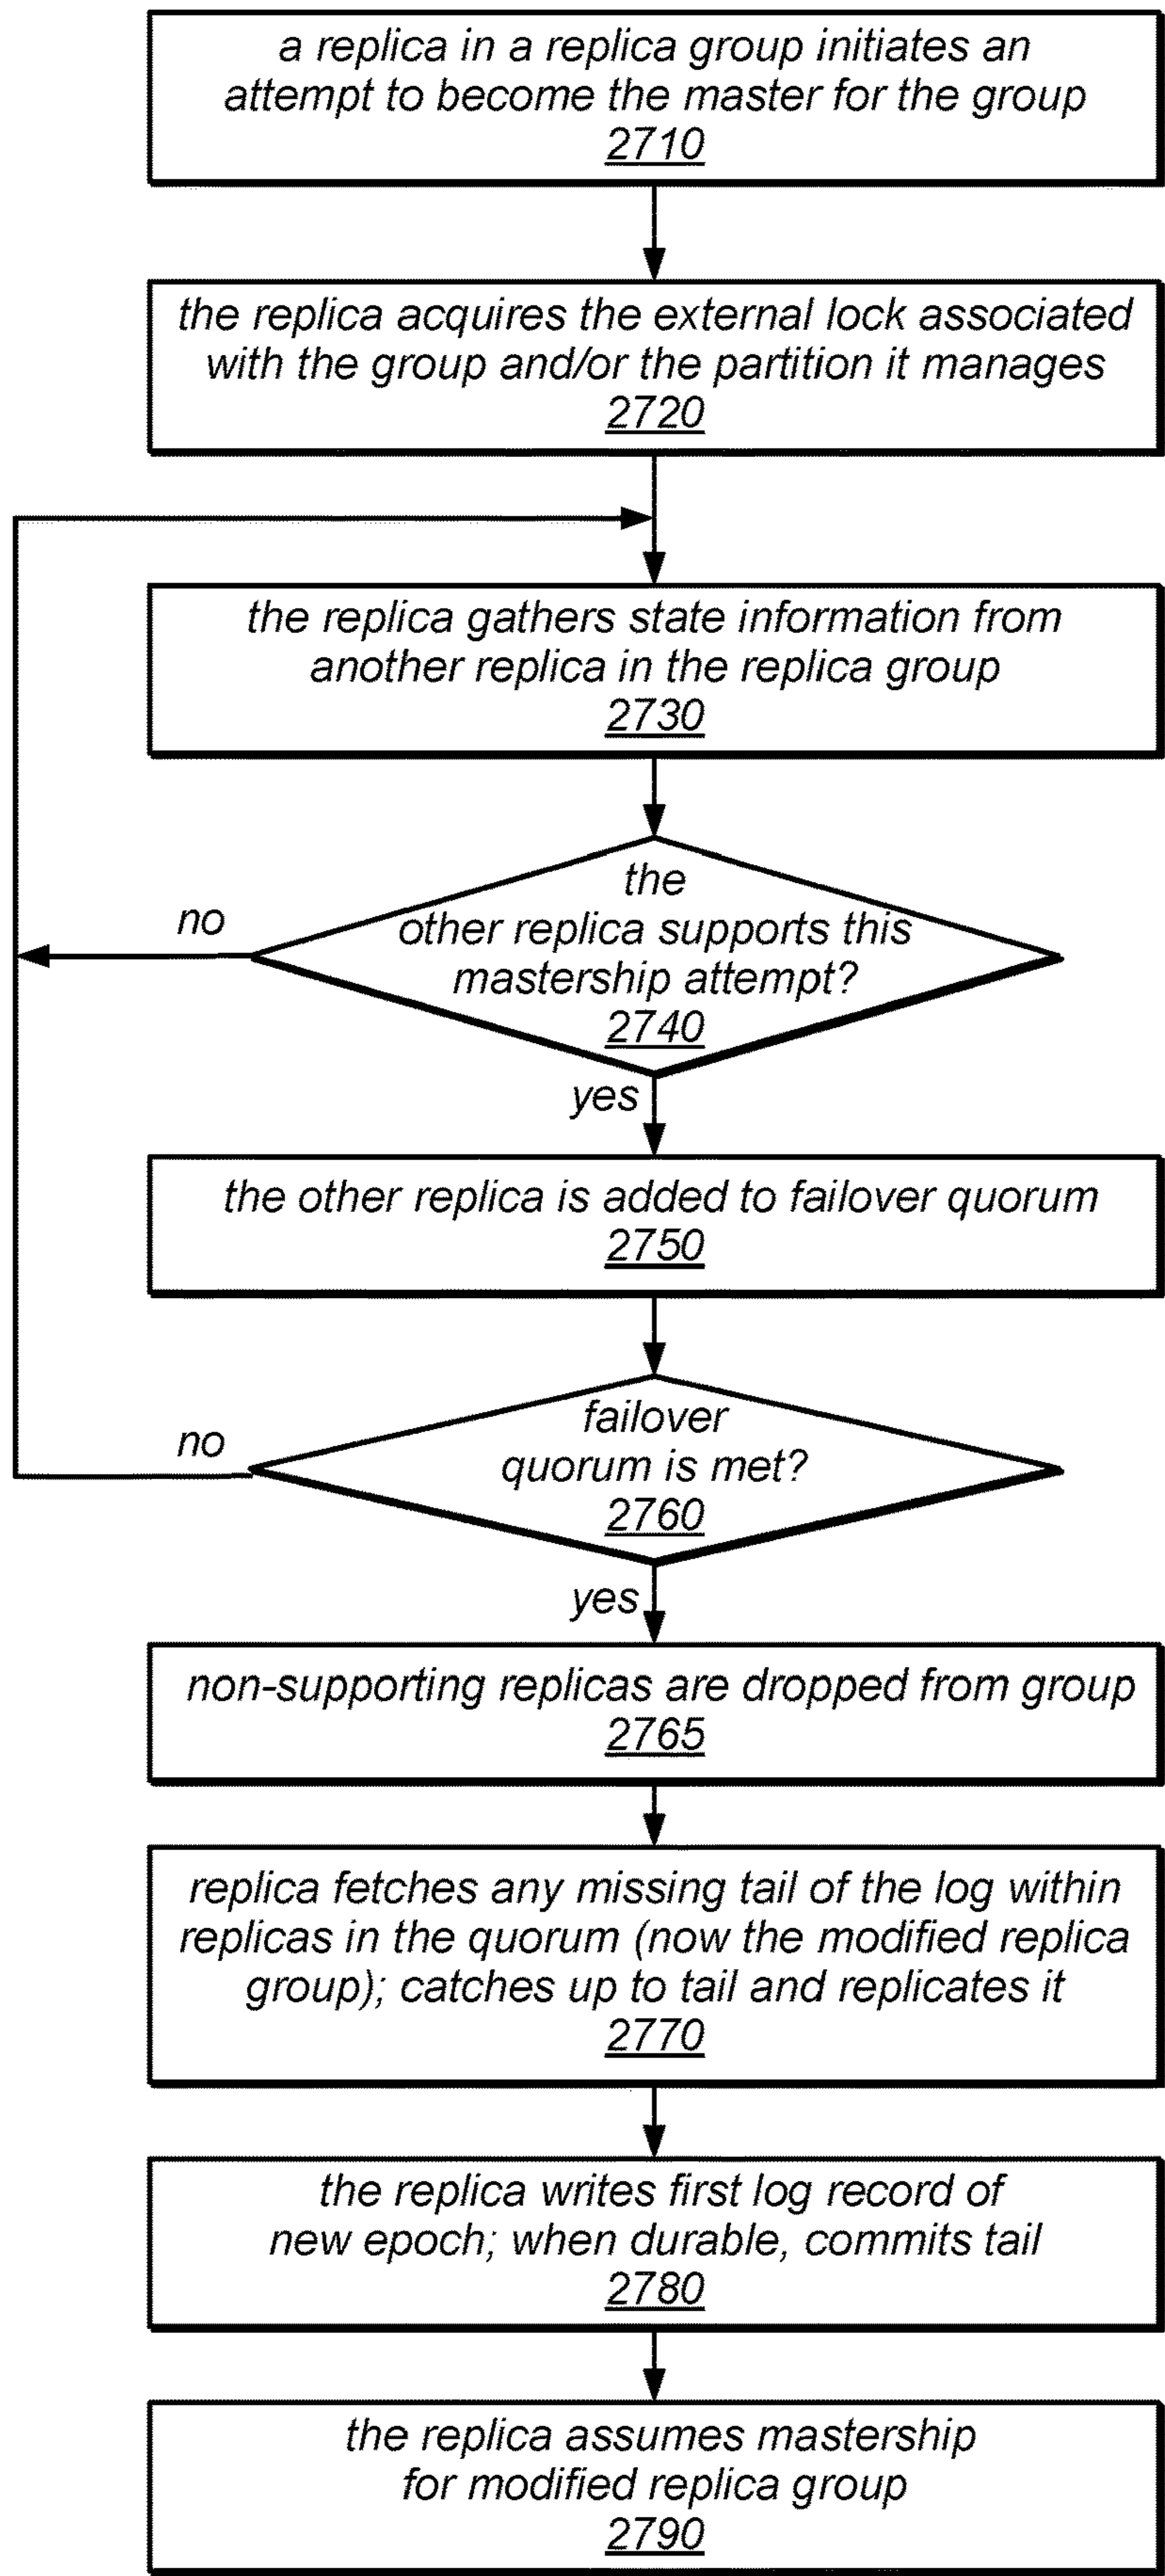 a replica in a replica group initiates an
attempt to become the master for the group
2710
the replica acquires the external lock associated
with the group and/or the partition it manages
2720
the replica gathers state information from
another replica in the replica group
2730
the
other replica supports this
mastership attempt?
2740
no
yes
the other replica is added to failover quorum
2750
failover
quorum is met?
2760
no
yes
non-supporting replicas are dropped from group
2765
replica fetches any missing tail of the log within
replicas in the quorum (now the modified replica
group); catches up to tail and replicates it
2770
the replica writes first log record of
new epoch; when durable, commits tail
2780
the replica assumes mastership
for modified replica group
2790